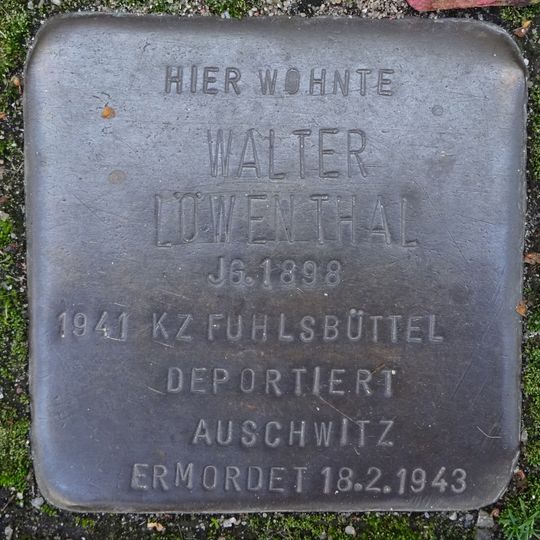 HIER WOHNTE
WALTER
LÖWENTHAL
JG.1898
1941 KZ FUHLSBÜTTEL
DEPORTIERT
AUSCHWITZ
ERMORDET 18.2.1943